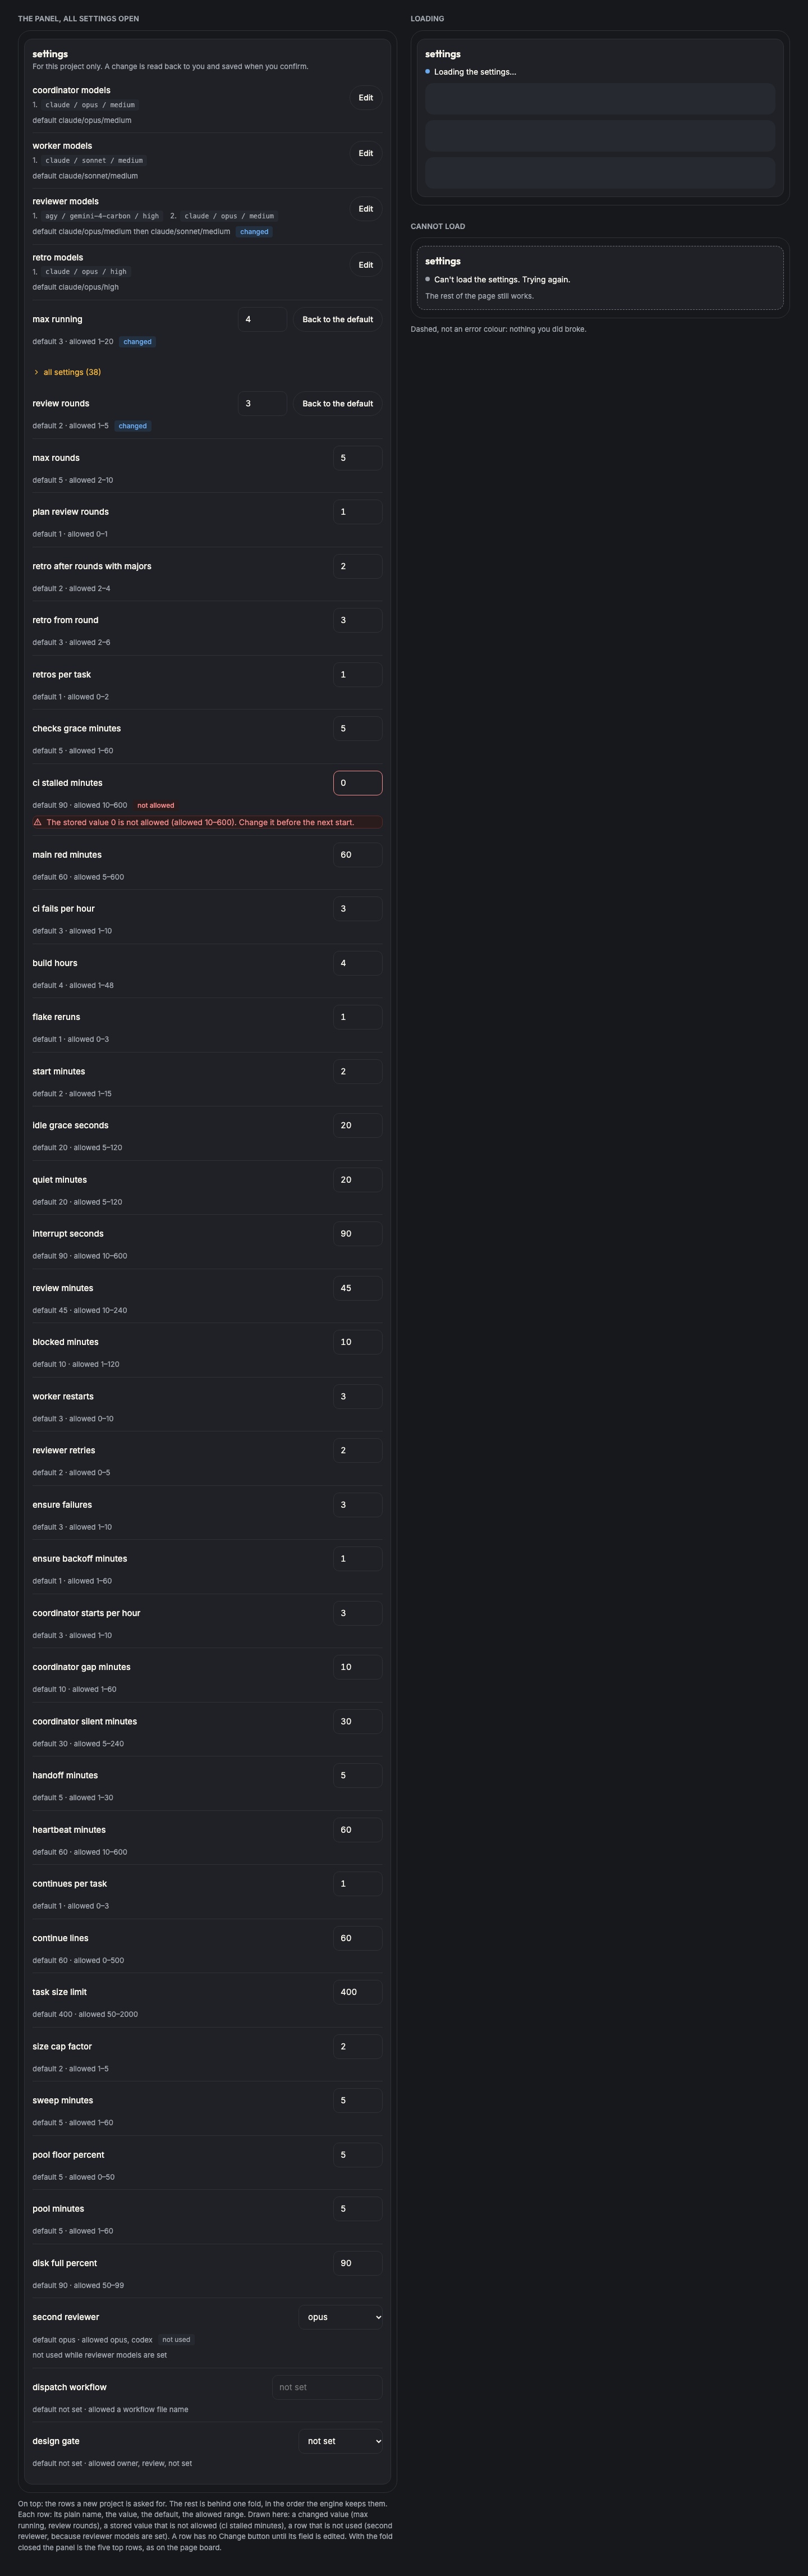 THE PANEL, ALL SETTINGS OPEN
settings
For this project only. A change is read back to you and saved when you confirm.
coordinator models
1. claude / opus / medium
Edit
default claude/opus/medium
worker models
1. claude / sonnet / medium
Edit
default claude/sonnet/medium
reviewer models
1. agy / gemini-4-carbon / high 2. claude / opus / medium
Edit
default claude/opus/medium then claude/sonnet/medium changed
retro models
1. claude / opus / high
Edit
default claude/opus/high
max running 4 Back to the default
default 3 · allowed 1–20 changed
all settings (38)
review rounds 3 Back to the default
default 2 · allowed 1–5 changed
max rounds 5
default 5 · allowed 2–10
plan review rounds 1
default 1 · allowed 0–1
retro after rounds with majors 2
default 2 · allowed 2–4
retro from round 3
default 3 · allowed 2–6
retros per task 1
default 1 · allowed 0–2
checks grace minutes 5
default 5 · allowed 1–60
ci stalled minutes 0
default 90 · allowed 10–600 not allowed
The stored value 0 is not allowed (allowed 10–600). Change it before the next start.
main red minutes 60
default 60 · allowed 5–600
ci fails per hour 3
default 3 · allowed 1–10
build hours 4
default 4 · allowed 1–48
flake reruns 1
default 1 · allowed 0–3
start minutes 2
default 2 · allowed 1–15
idle grace seconds 20
default 20 · allowed 5–120
quiet minutes 20
default 20 · allowed 5–120
interrupt seconds 90
default 90 · allowed 10–600
review minutes 45
default 45 · allowed 10–240
blocked minutes 10
default 10 · allowed 1–120
worker restarts 3
default 3 · allowed 0–10
reviewer retries 2
default 2 · allowed 0–5
ensure failures 3
default 3 · allowed 1–10
ensure backoff minutes 1
default 1 · allowed 1–60
coordinator starts per hour 3
default 3 · allowed 1–10
coordinator gap minutes 10
default 10 · allowed 1–60
coordinator silent minutes 30
default 30 · allowed 5–240
handoff minutes 5
default 5 · allowed 1–30
heartbeat minutes 60
default 60 · allowed 10–600
continues per task 1
default 1 · allowed 0–3
continue lines 60
default 60 · allowed 0–500
task size limit 400
default 400 · allowed 50–2000
size cap factor 2
default 2 · allowed 1–5
sweep minutes 5
default 5 · allowed 1–60
pool floor percent 5
default 5 · allowed 0–50
pool minutes 5
default 5 · allowed 1–60
disk full percent 90
default 90 · allowed 50–99
second reviewer opus
default opus · allowed opus, codex not used
not used while reviewer models are set
dispatch workflow not set
default not set · allowed a workflow file name
design gate not set
default not set · allowed owner, review, not set
On top: the rows a new project is asked for. The rest is behind one fold, in the order the engine keeps them.
Each row: its plain name, the value, the default, the allowed range. Drawn here: a changed value (max
running, review rounds), a stored value that is not allowed (ci stalled minutes), a row that is not used (second
reviewer, because reviewer models are set). A row has no Change button until its field is edited. With the fold
closed the panel is the five top rows, as on the page board.
LOADING
settings
Loading the settings...
CANNOT LOAD
settings
Can't load the settings. Trying again.
The rest of the page still works.
Dashed, not an error colour: nothing you did broke.